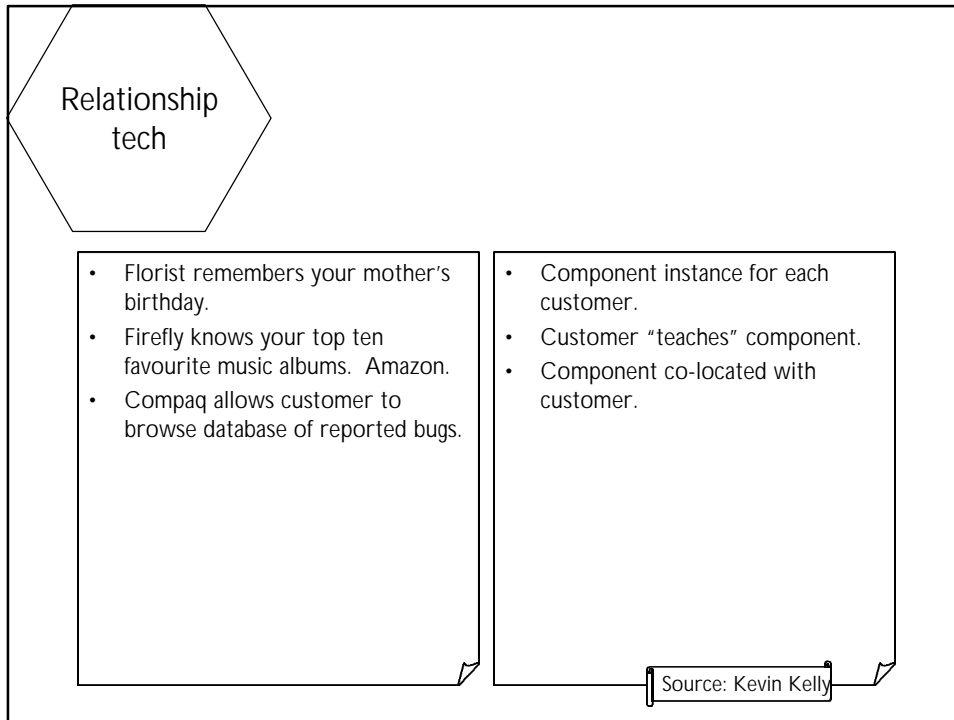 Relationship
tech
• Florist remembers your mother's
birthday.
• Firefly knows your top ten
favourite music albums. Amazon.
• Compaq allows customer to
browse database of reported bugs.
• Component instance for each
customer.
• Customer “teaches” component.
• Component co-located with
customer.
Source: Kevin Kelly